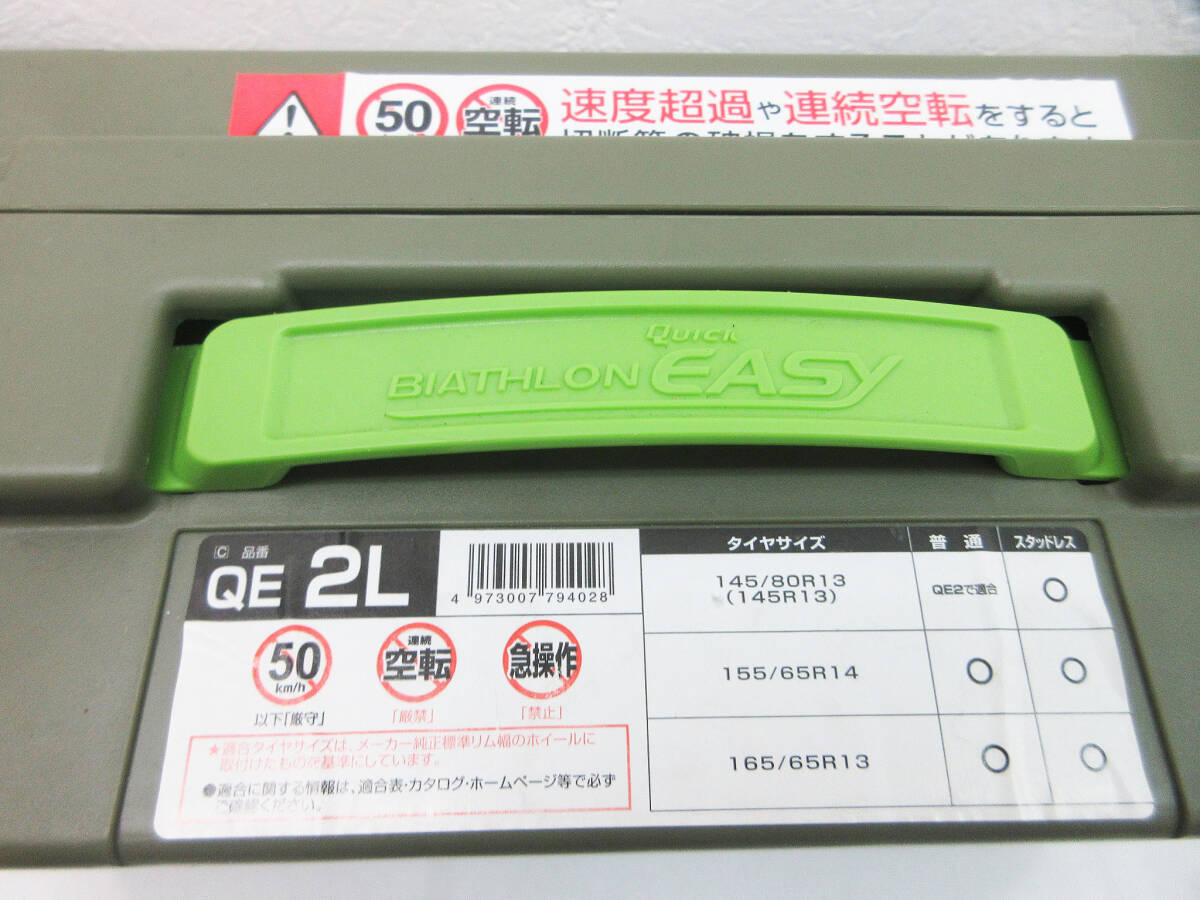 50
連続
空転
速度超過や連続空転をすると
Quick
BIATHLON EASY
C 品番
QE 2L
4 973007 794028
50
km/h
以下「厳守」
連続
空転
「厳禁」
急操作
「禁止」
★適合タイヤサイズは、メーカー純正標準リム幅のホイールに
取付けたものを基準にしています。
●適合に関する情報は、適合表・カタログ・ホームページ等で必ず
ご確認ください。
タイヤサイズ 普通 スタッドレス
145/80R13 QE2で適合 ○
(145R13)
155/65R14 ○ ○
165/65R13 ○ ○